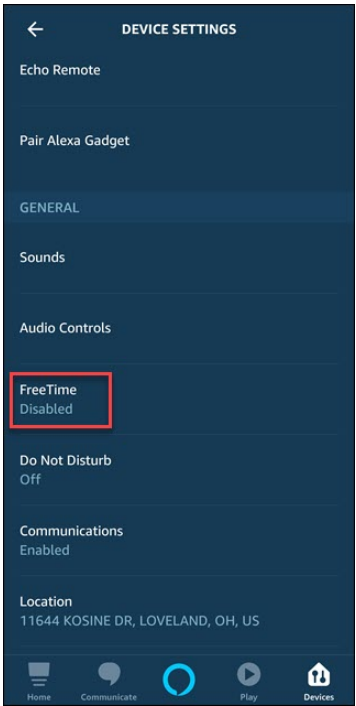 DEVICE SETTINGS
Echo Remote
Pair Alexa Gadget
GENERAL
Sounds
Audio Controls
FreeTime
Disabled
Do Not Disturb
Off
Communications
Enabled
Location
11644 KOSINE DR, LOVELAND, OH, US
Home Communicate Play Devices